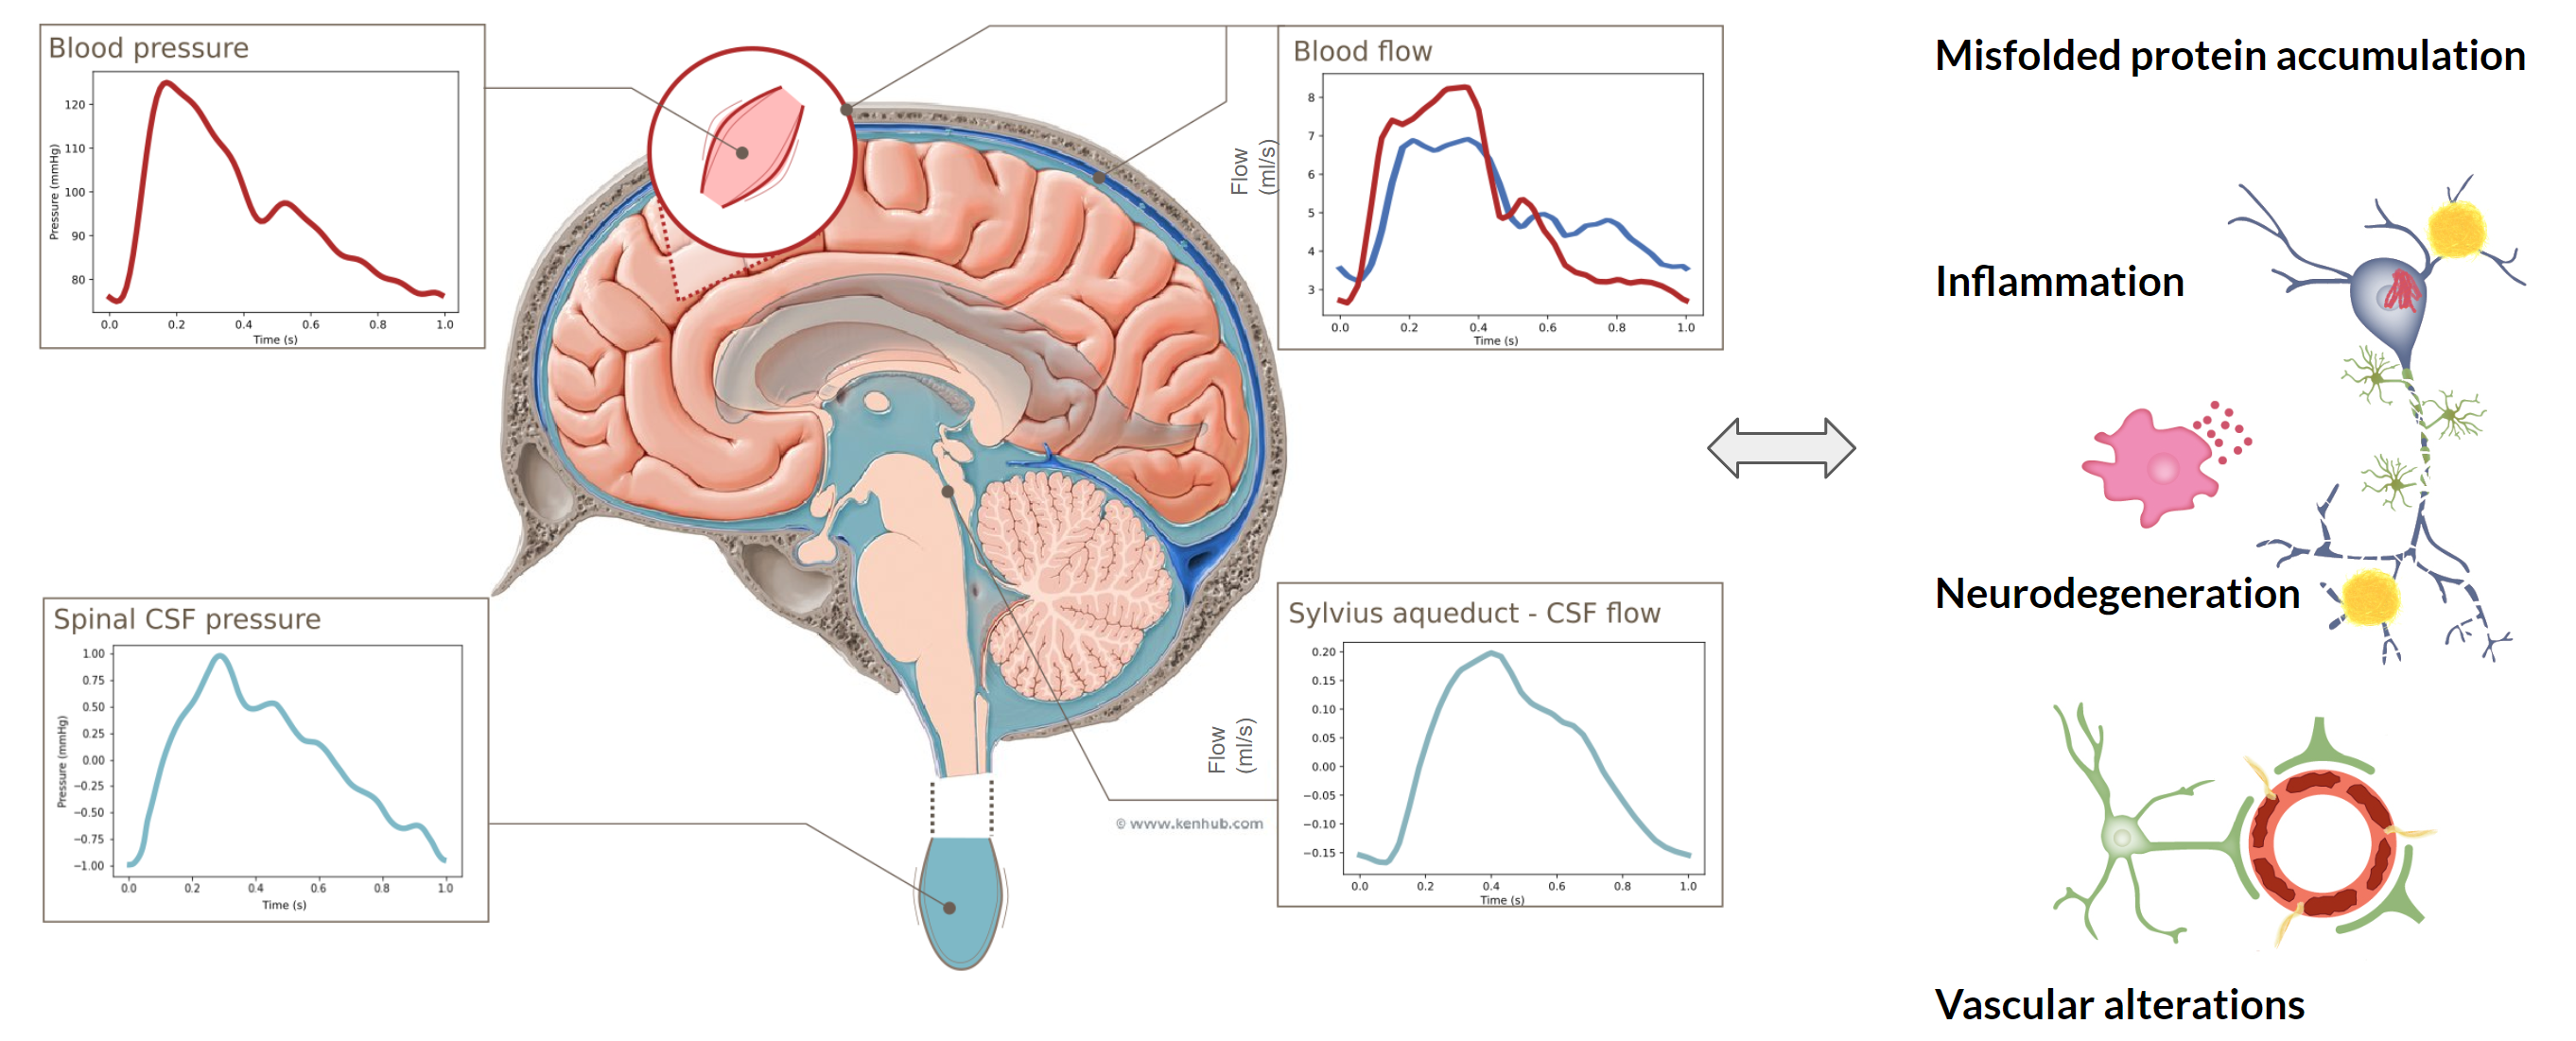 Blood pressure
Pressure (mmHg)
120
110
100
90
80
0.0 0.2 0.4 0.6 0.8 1.0
Time (s)
Blood flow
Flow
(ml/s)
8
7
6
5
4
3
0.0 0.2 0.4 0.6 0.8 1.0
Time (s)
Spinal CSF pressure
Pressure (mmHg)
1.00
0.75
0.50
0.25
0.00
−0.25
−0.50
−0.75
−1.00
0.0 0.2 0.4 0.6 0.8 1.0
Time (s)
Sylvius aqueduct - CSF flow
Flow
(ml/s)
0.20
0.15
0.10
0.05
0.00
−0.05
−0.10
−0.15
0.0 0.2 0.4 0.6 0.8 1.0
Time (s)
© www.kenhub.com
Misfolded protein accumulation
Inflammation
Neurodegeneration
Vascular alterations